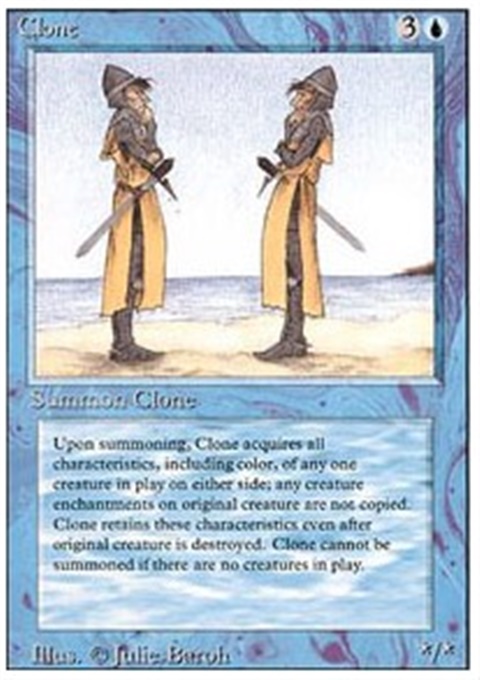 Clone 3
Summon Clone
Upon summoning, Clone acquires all
characteristics, including color, of any one
creature in play on either side; any creature
enchantments on original creature are not copied.
Clone retains these characteristics even after
original creature is destroyed. Clone cannot be
summoned if there are no creatures in play.
Illus. © Julie Baroh */*